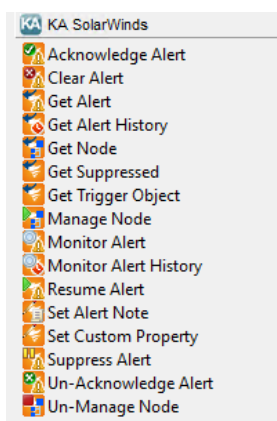 KA KA SolarWinds
Acknowledge Alert
Clear Alert
Get Alert
Get Alert History
Get Node
Get Suppressed
Get Trigger Object
Manage Node
Monitor Alert
Monitor Alert History
Resume Alert
Set Alert Note
Set Custom Property
Suppress Alert
Un-Acknowledge Alert
Un-Manage Node